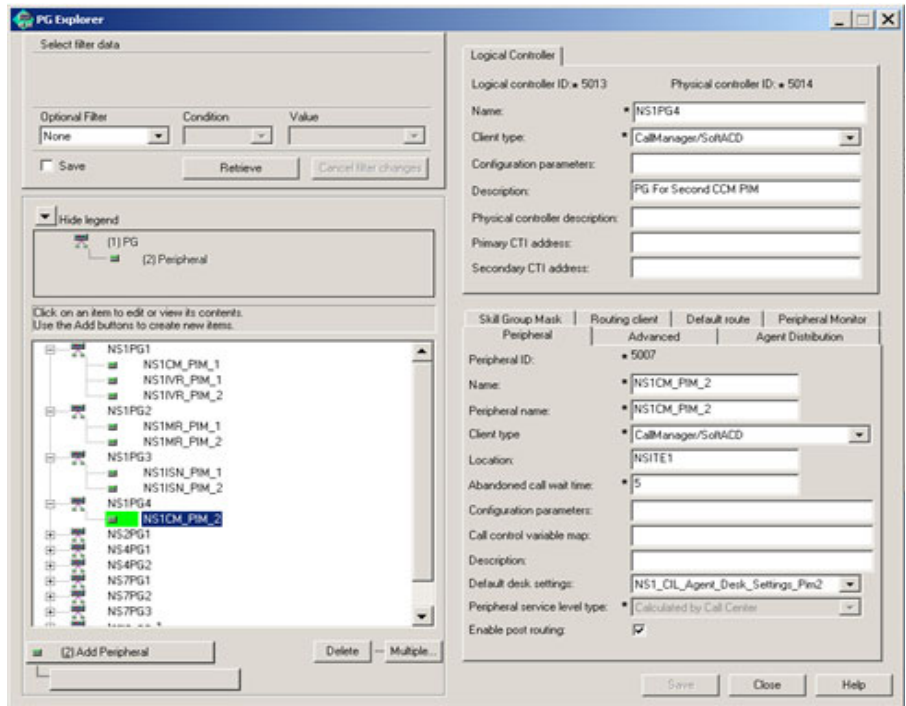 PG Explorer
Select filter data
Optional Filter Condition Value
None
Save Retrieve Cancel filter changes
Hide legend
(1) PG
(2) Peripheral
Click on an item to edit or view its contents.
Use the Add buttons to create new items.
NS1PG1
NS1CM_PIM_1
NS1IVR_PIM_1
NS1IVR_PIM_2
NS1PG2
NS1MR_PIM_1
NS1MR_PIM_2
NS1PG3
NS1ISN_PIM_1
NS1ISN_PIM_2
NS1PG4
NS1CM_PIM_2
NS2PG1
NS4PG1
NS4PG2
NS7PG1
NS7PG2
NS7PG3
(2) Add Peripheral Delete Multiple...
Logical Controller
Logical controller ID: 5013 Physical controller ID: 5014
Name: * NS1PG4
Client type: * CallManager/SoftACD
Configuration parameters:
Description: PG For Second CCM PIM
Physical controller description:
Primary CTI address:
Secondary CTI address:
Skill Group Mask Routing client Default route Peripheral Monitor
Peripheral Advanced Agent Distribution
Peripheral ID: 5007
Name: * NS1CM_PIM_2
Peripheral name: * NS1CM_PIM_2
Client type * CallManager/SoftACD
Location: NSITE1
Abandoned call wait time: * 5
Configuration parameters:
Call control variable map:
Description:
Default desk settings: NS1_CIL_Agent_Desk_Settings_Pim2
Peripheral service level type: * Calculated by Call Center
Enable post routing:
Save Close Help